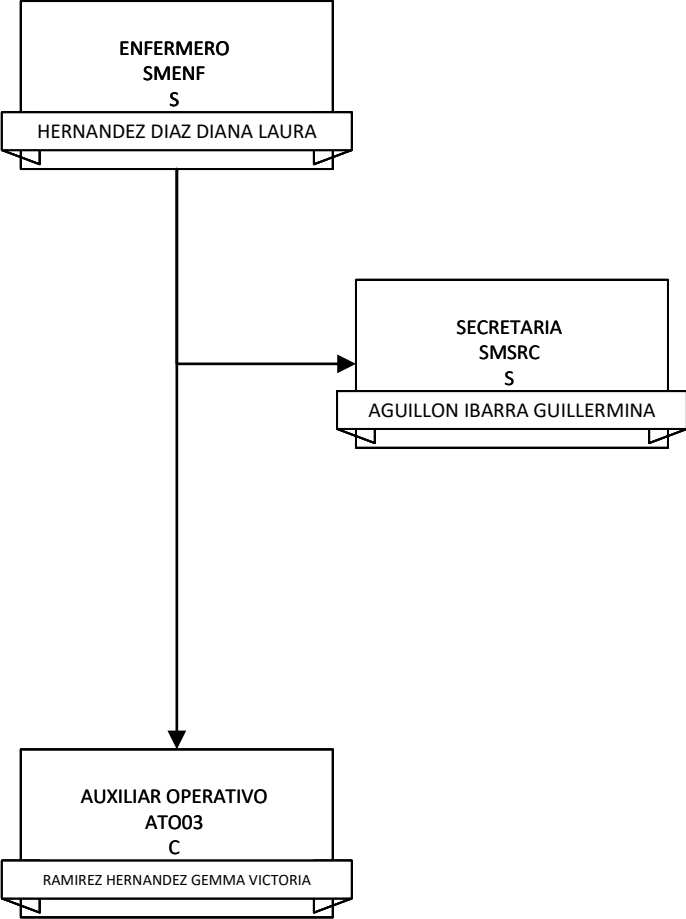 ENFERMERO
SMENF
S
HERNANDEZ DIAZ DIANA LAURA
SECRETARIA
SMSRC
S
AGUILLON IBARRA GUILLERMINA
AUXILIAR OPERATIVO
ATO03
C
RAMIREZ HERNANDEZ GEMMA VICTORIA